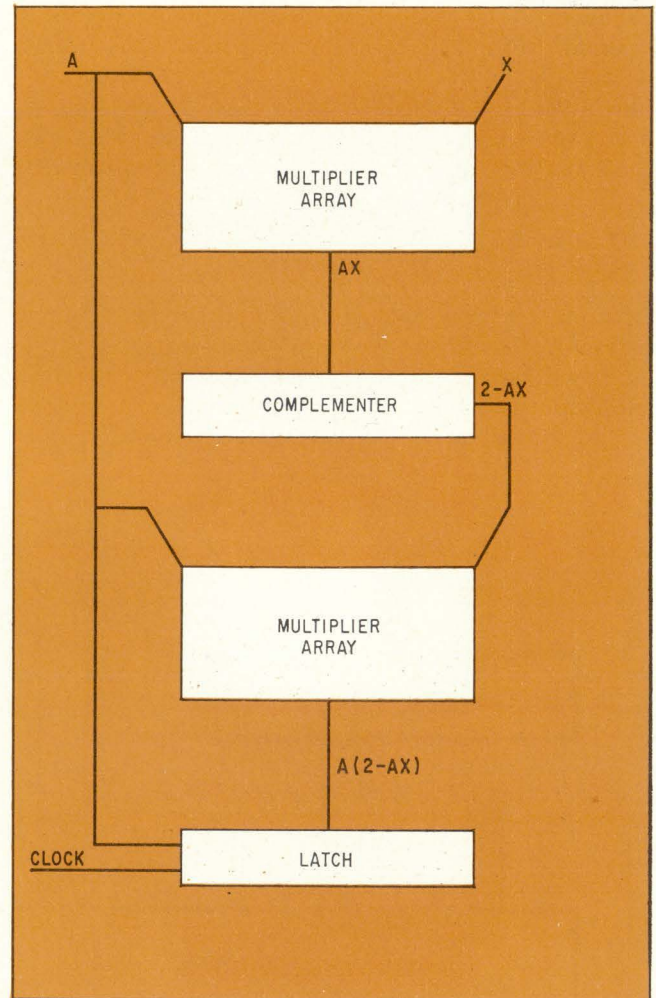 A
X
MULTIPLIER
ARRAY
AX
COMPLEMENTER
2-AX
MULTIPLIER
ARRAY
A(2-AX)
CLOCK
LATCH